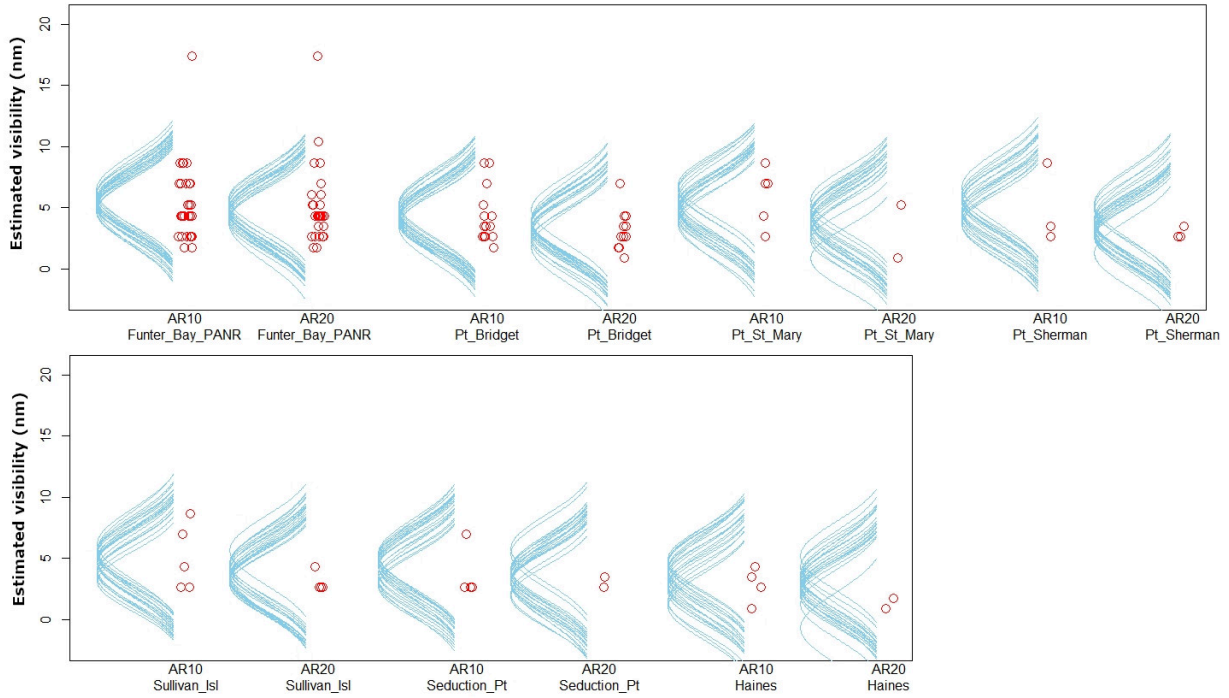 Estimated visibility (nm)
20
15
10
5
0
AR10 AR20 AR10 AR20 AR10 AR20 AR10 AR20
Funter_Bay_PANR Funter_Bay_PANR Pt_Bridget Pt_Bridget Pt_St_Mary Pt_St_Mary Pt_Sherman Pt_Sherman
Estimated visibility (nm)
20
15
10
5
0
AR10 AR20 AR10 AR20 AR10 AR20
Sullivan_Isl Sullivan_Isl Seduction_Pt Seduction_Pt Haines Haines